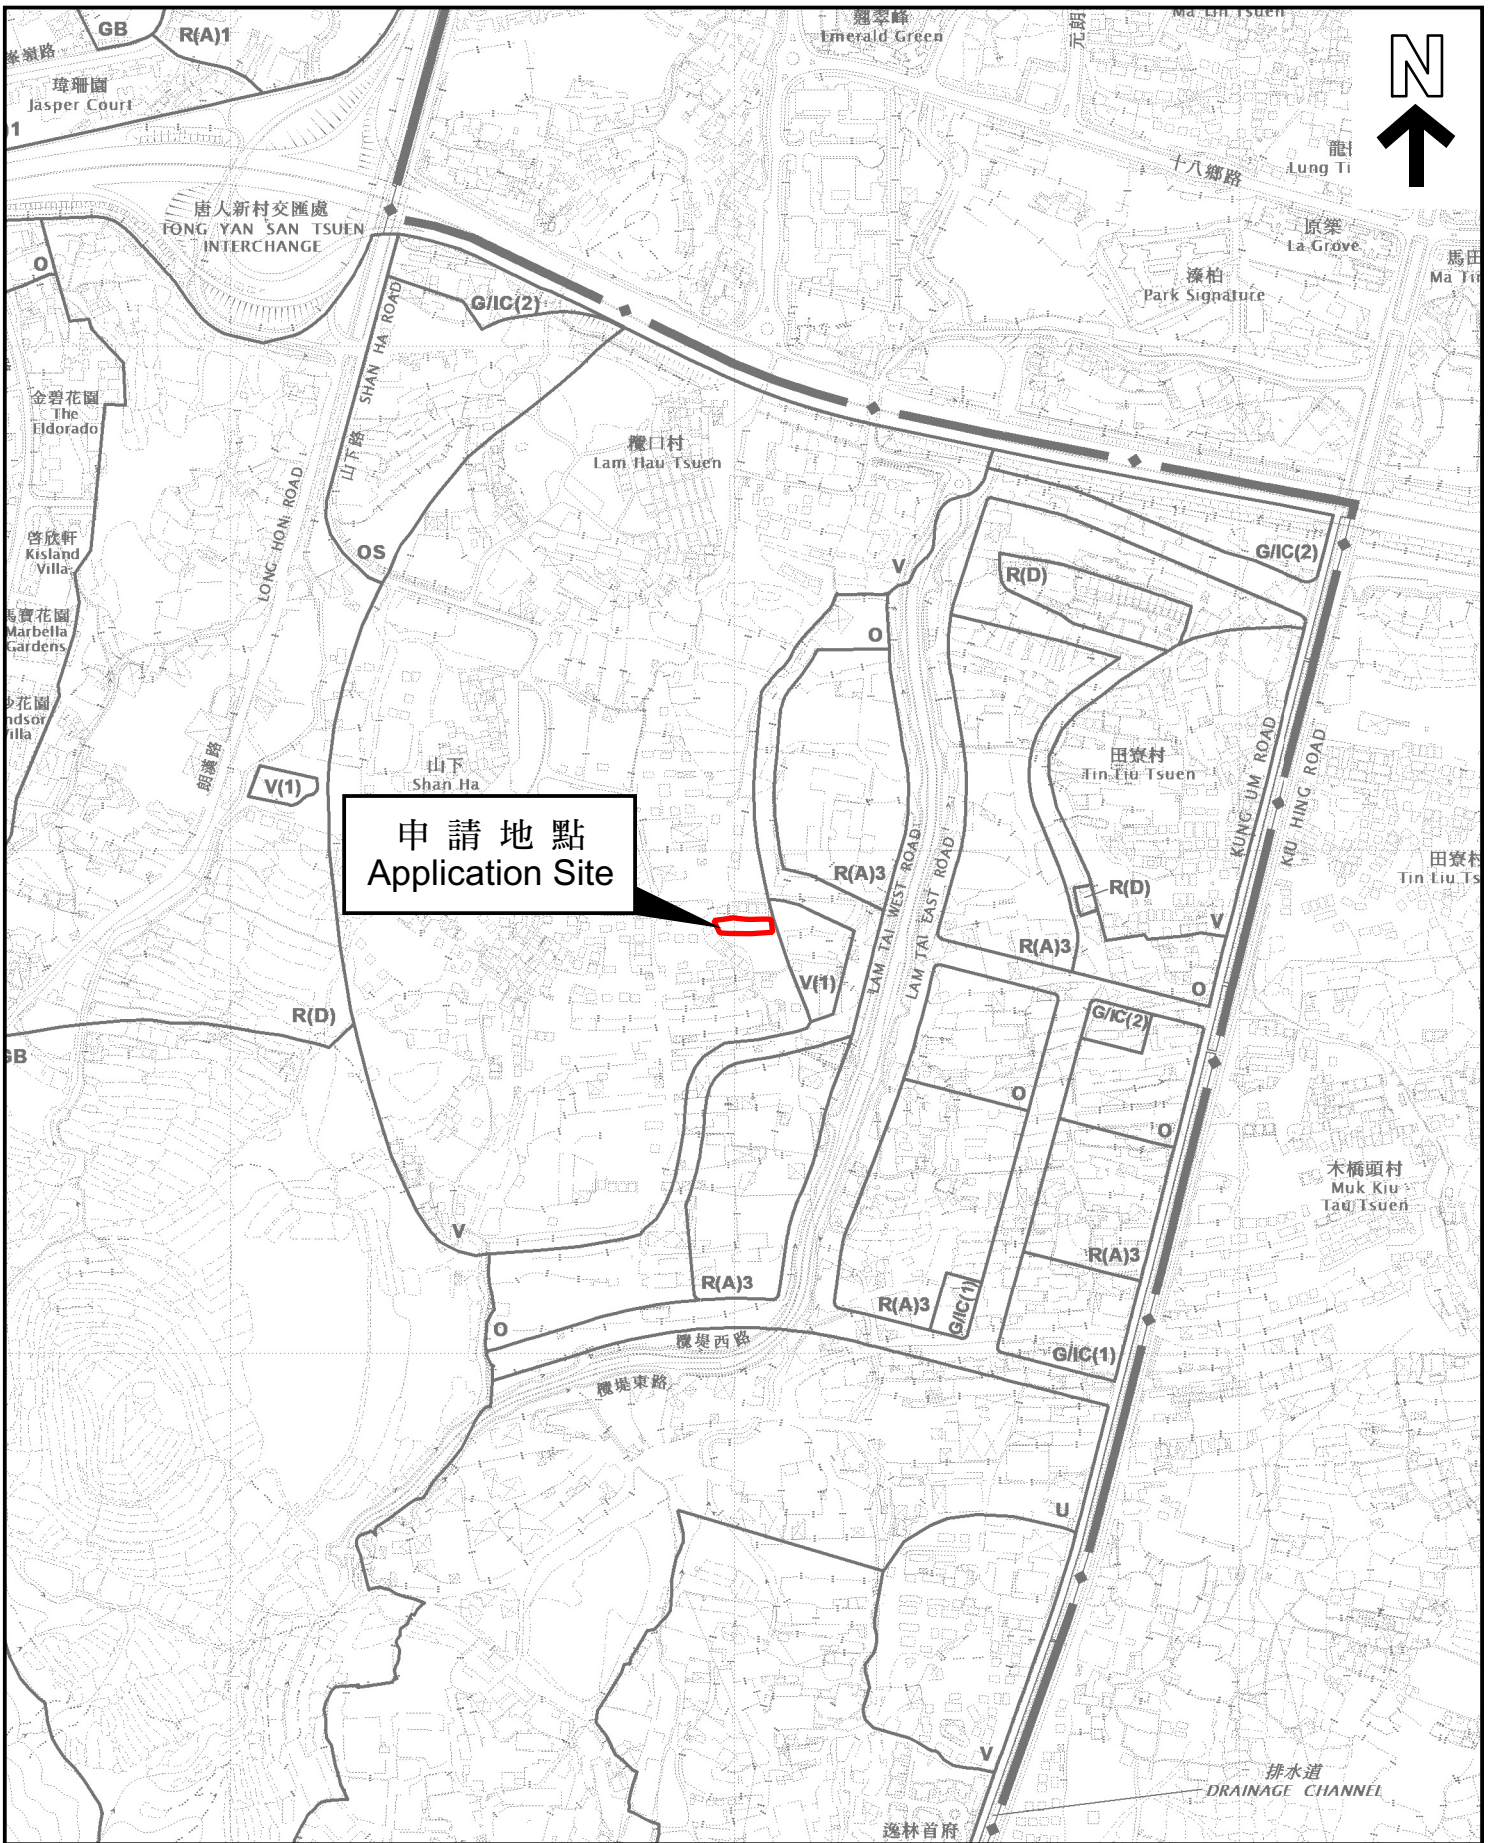 GB
R(A)1
翹翠峰
Emerald Green
元朗
N
瑋珊園
Jasper Court
十八鄉路
Lung Ti
唐人新村交匯處
TONG YAN SAN TSUEN
INTERCHANGE
原築
La Grove
溱柏
Park Signature
馬田
O
G/IC(2)
SHAN HA ROAD
山下路
金碧花園
The
Eldorado
欖口村
Lam Hau Tsuen
LONG HON ROAD
朗漢路
啓欣軒
Kisland
Villa
OS
V
R(D)
G/IC(2)
Marbella
Gardens
O
田寮村
Tin Liu Tsuen
KUNG UM ROAD
KIU HING ROAD
山下
Shan Ha
V(1)
申請地點
Application Site
R(A)3
LAM TAI WEST ROAD
LAM TAI EAST ROAD
R(D)
田寮村
V
R(A)3
V(1)
O
R(D)
G/IC(2)
GB
O
O
木橋頭村
Muk Kiu
Tau Tsuen
V
R(A)3
R(A)3
R(A)3
G/IC(1)
O
欖堤西路
G/IC(1)
欖堤東路
U
V
排水道
DRAINAGE CHANNEL
逸林首府